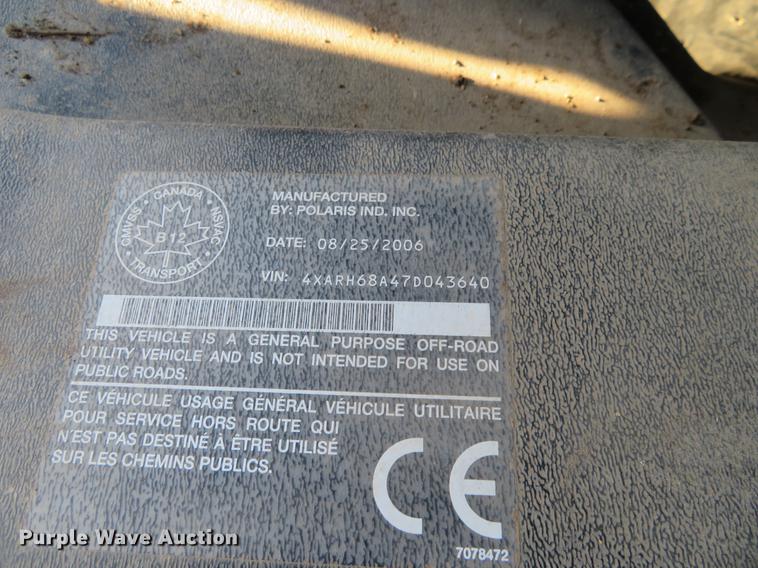 CANADA
CMVSS
NSVAC
B12
TRANSPORT
MANUFACTURED
BY: POLARIS IND. INC.
DATE: 08/25/2006
VIN: 4XARH68A47D043640
THIS VEHICLE IS A GENERAL PURPOSE OFF-ROAD
UTILITY VEHICLE AND IS NOT INTENDED FOR USE ON
PUBLIC ROADS.
CE VÉHICULE USAGE GÉNÉRAL VÉHICULE UTILITAIRE
POUR SERVICE HORS ROUTE QUI
N'EST PAS DESTINÉ À ÊTRE UTILISÉ
SUR LES CHEMINS PUBLICS.
CE
7078472
Purple Wave Auction